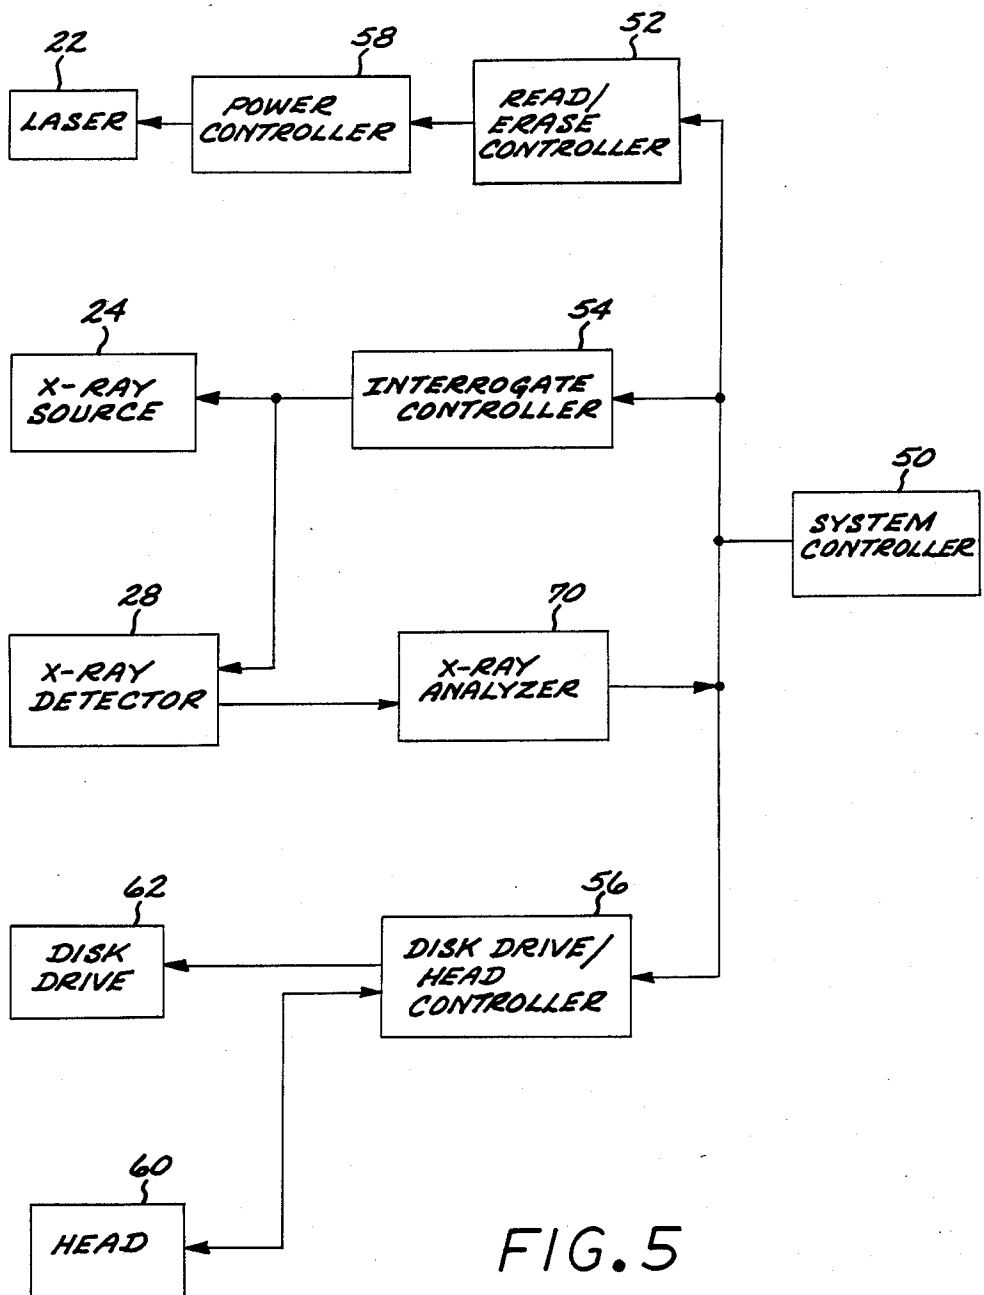 22
LASER
58
POWER
CONTROLLER
52
READ/
ERASE
CONTROLLER
24
X-RAY
SOURCE
54
INTERROGATE
CONTROLLER
50
SYSTEM
CONTROLLER
28
X-RAY
DETECTOR
70
X-RAY
ANALYZER
62
DISK
DRIVE
56
DISK DRIVE/
HEAD
CONTROLLER
60
HEAD
FIG. 5